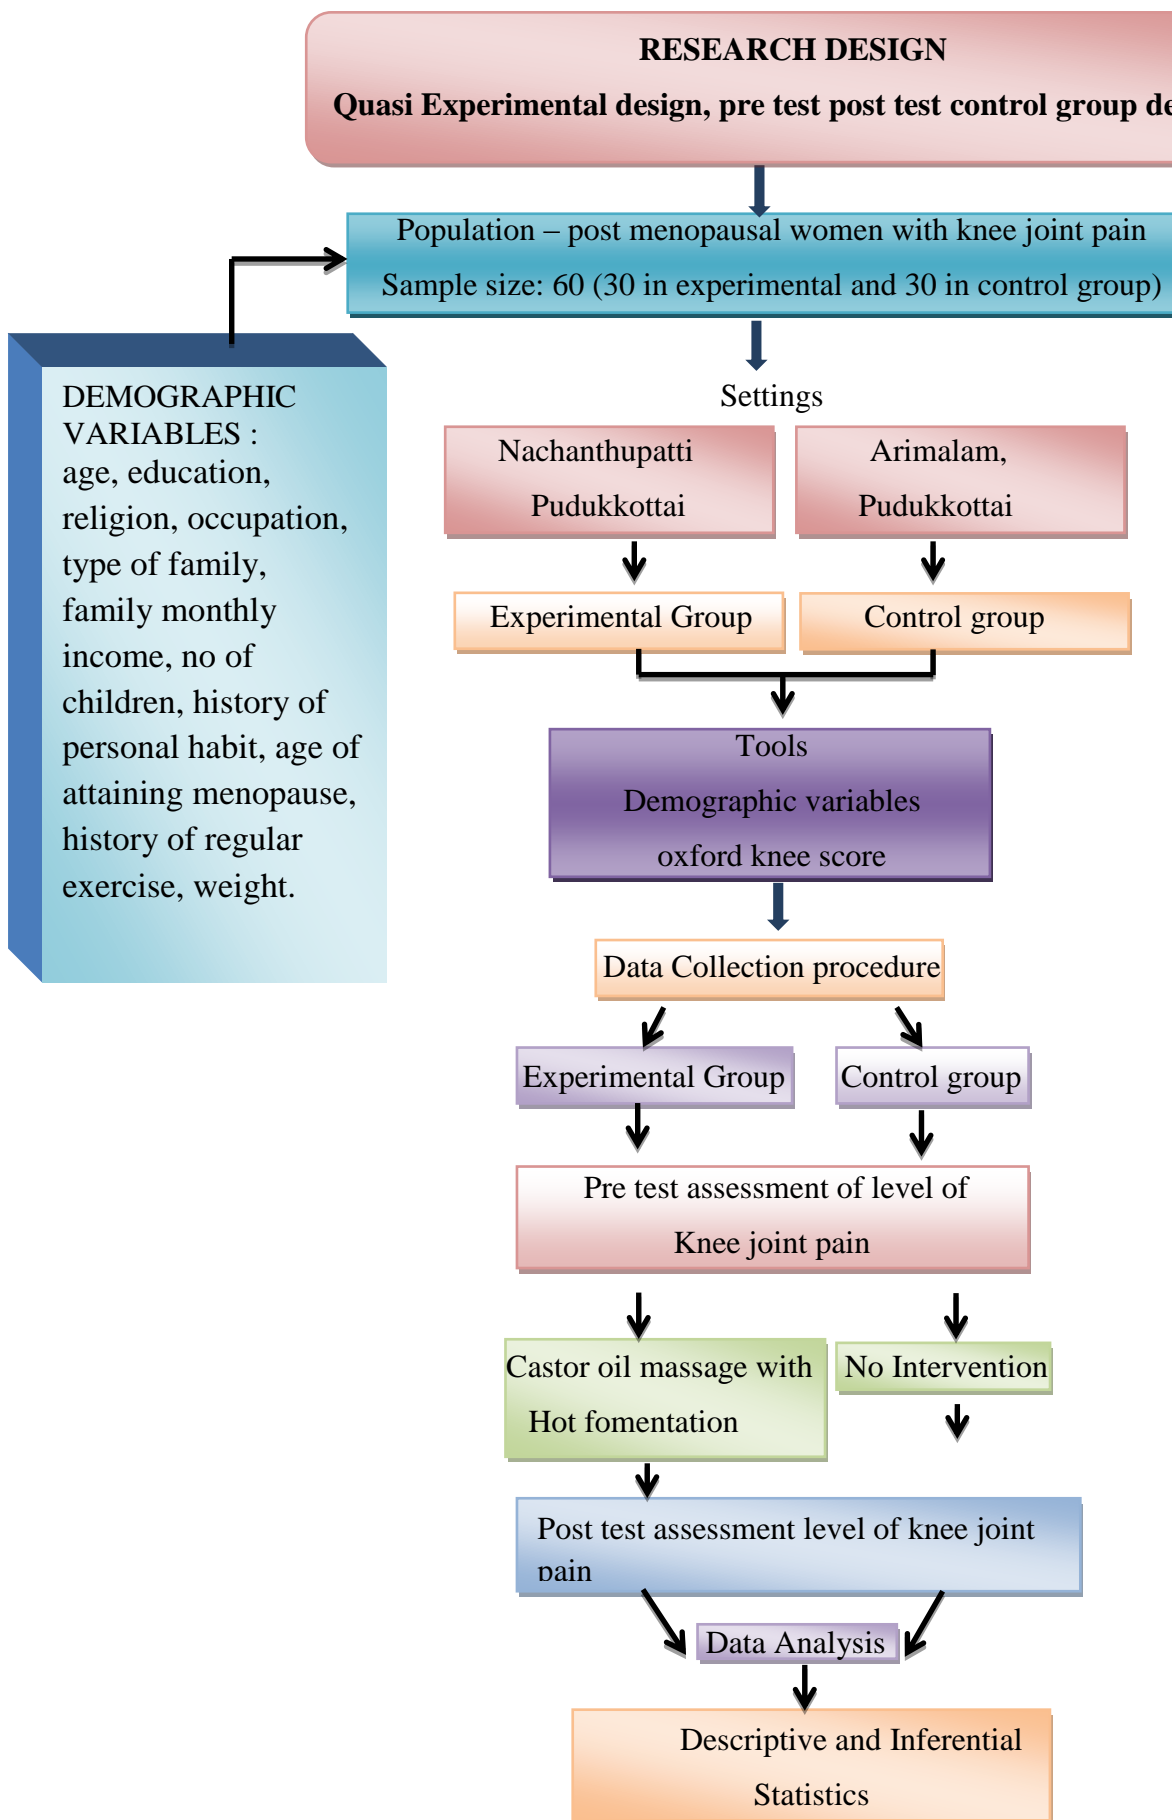 RESEARCH DESIGN
Quasi Experimental design, pre test post test control group de
Population – post menopausal women with knee joint pain
Sample size: 60 (30 in experimental and 30 in control group)
DEMOGRAPHIC
VARIABLES :
age, education,
religion, occupation,
type of family,
family monthly
income, no of
children, history of
personal habit, age of
attaining menopause,
history of regular
exercise, weight.
Settings
Nachanthupatti
Pudukkottai
Arimalam,
Pudukkottai
Experimental Group
Control group
Tools
Demographic variables
oxford knee score
Data Collection procedure
Experimental Group
Control group
Pre test assessment of level of
Knee joint pain
Castor oil massage with
Hot fomentation
No Intervention
Post test assessment level of knee joint
pain
Data Analysis
Descriptive and Inferential
Statistics